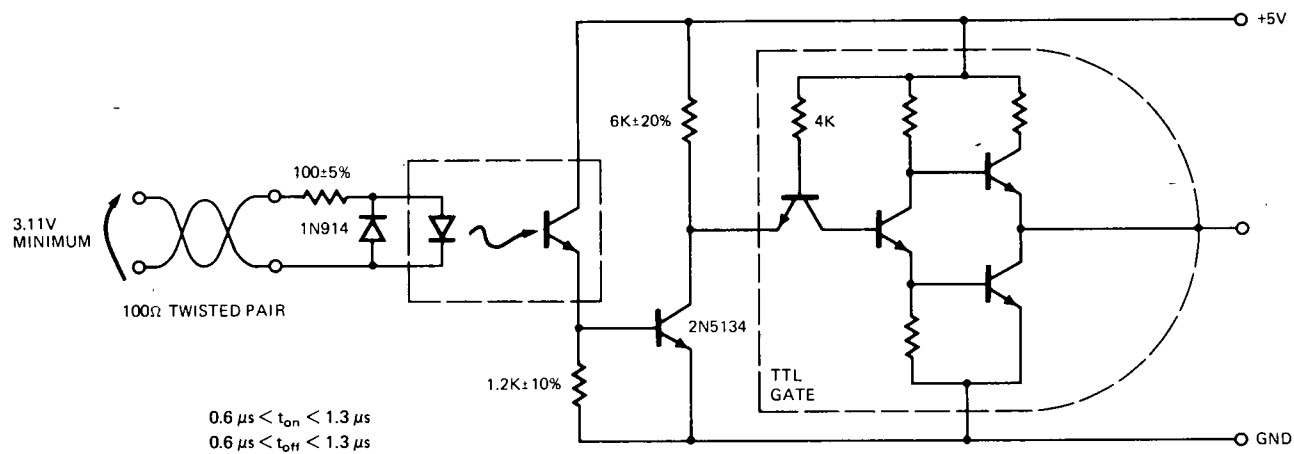 +5V
6K±20%
4K
100±5%
1N914
3.11V
MINIMUM
100Ω TWISTED PAIR
2N5134
1.2K±10%
TTL
GATE
0.6 μs < t_on < 1.3 μs
0.6 μs < t_off < 1.3 μs
GND